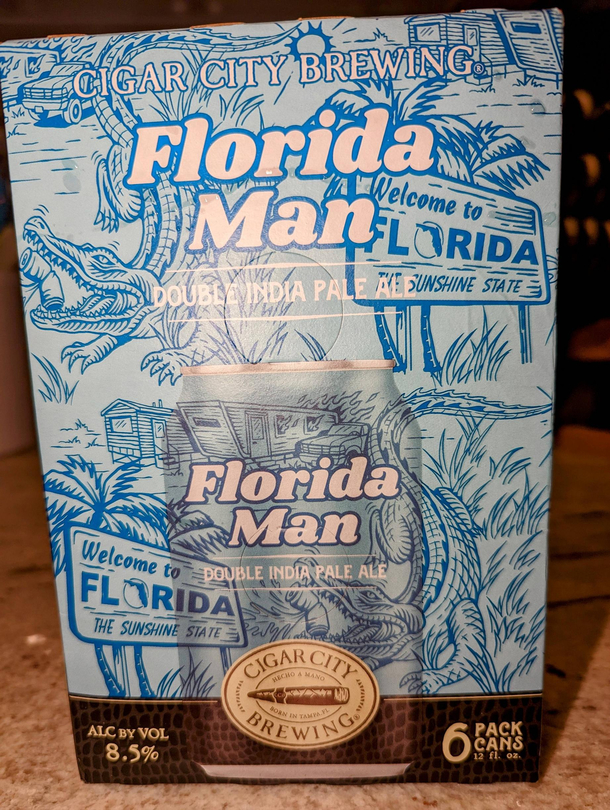 CIGAR CITY BREWING®
Florida
Man
DOUBLE INDIA PALE ALE
Welcome to
FLORIDA
THE SUNSHINE STATE
Florida
Man
DOUBLE INDIA PALE ALE
Welcome to
FLORIDA
THE SUNSHINE STATE
CIGAR CITY
HECHO A MANO
BORN IN TAMPA, FL
BREWING®
ALC BY VOL
8.5%
6 PACK
CANS
12 fl. oz.